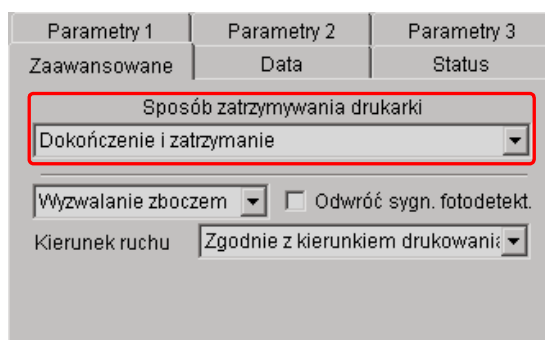 Parametry 1 Parametry 2 Parametry 3
Zaawansowane Data Status
Sposób zatrzymywania drukarki
Dokończenie i zatrzymanie
Wyzwalanie zboczem Odwróć sygn. fotodetekt.
Kierunek ruchu Zgodnie z kierunkiem drukowani